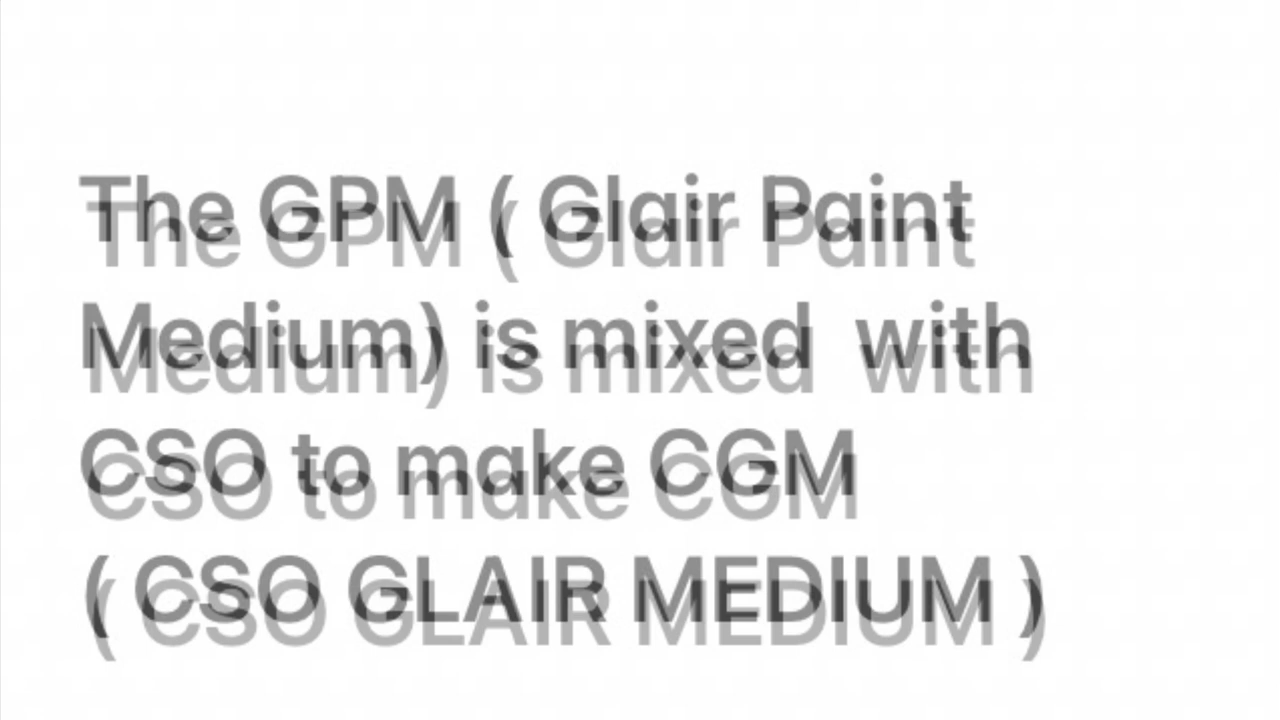 The GPM ( Glair Paint
Medium) is mixed  with
CSO to make CGM
( CSO GLAIR MEDIUM )